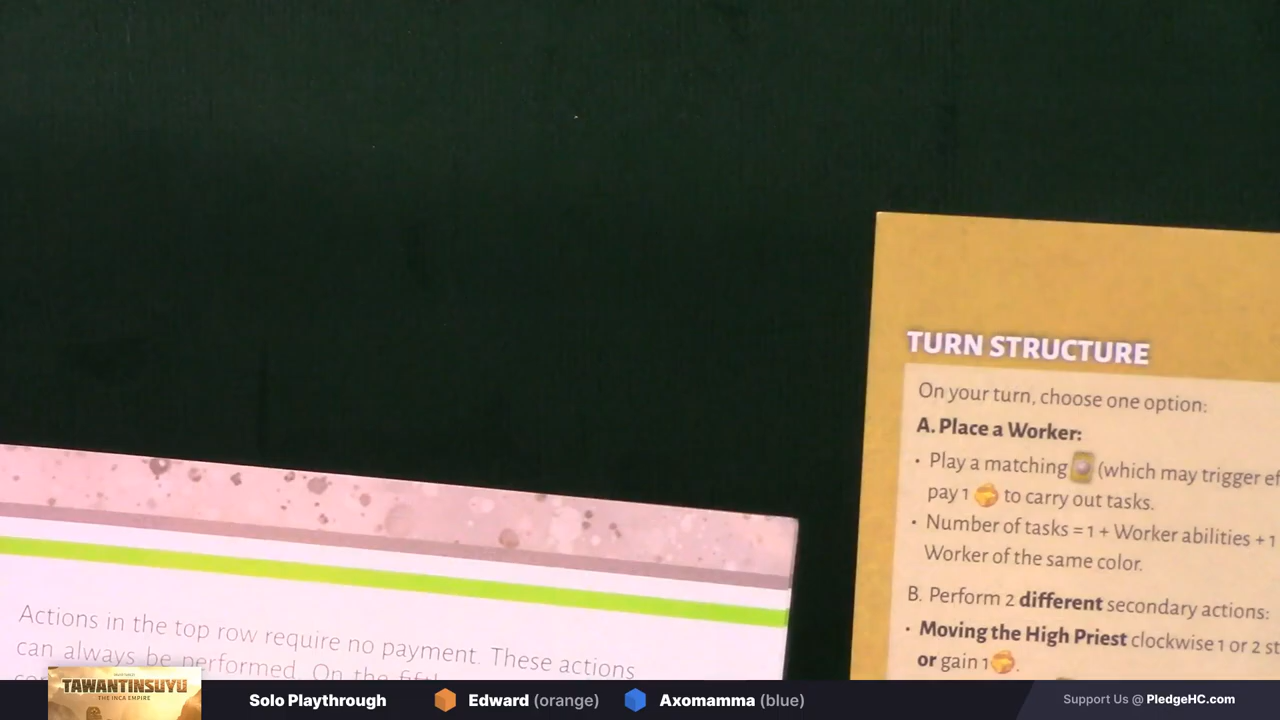 TURN STRUCTURE
On your turn, choose one option:
A. Place a Worker:
• Play a matching (which may trigger
pay 1 to carry out tasks.
• Number of tasks = 1 + Worker abilities + 1
Worker of the same color.
B. Perform 2 different secondary actions:
• Moving the High Priest clockwise 1 or 2
or gain 1
Actions in the top row require no payment. These actions
can always be performed. On the
TAWANTINSUYU
THE INCA EMPIRE
Solo Playthrough
Edward (orange)
Axomamma (blue)
Support Us @ PledgeHC.com